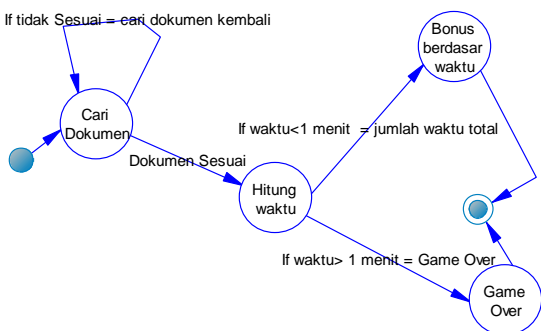 If tidak Sesuai = cari dokumen kembali
Cari
Dokumen
Dokumen Sesuai
Hitung
waktu
If waktu<1 menit  = jumlah waktu total
Bonus
berdasar
waktu
If waktu> 1 menit = Game Over
Game
Over